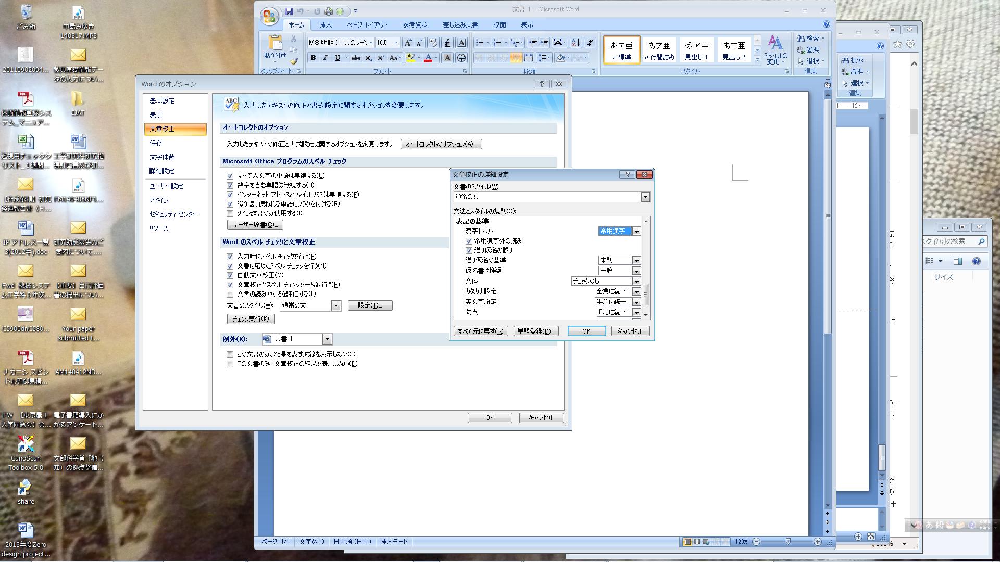 ごみ箱
中島みゆき
140317.MP3
20110902094...
教員基礎情報デー
タの入力につい...
休講情報登録シス
テム_マニュア...
IDAT
巡視用チェックク
リスト_１週間...
工学研究科研究指
導計画書及び研...
【作成依頼】研究
経過報告書（H...
FM140405NF1...
IP アドレス一覧
3(2012年).doc
研究助成募集のご
案内について....
Fwd  機械システ
ム工学科３年次...
【重要】自己評価
書の提出につい...
C5900dnC580...
Your paper
submitted t...
ナカニシ スピン
ドル等御見積...
AM140412NB...
FW  【東京農工
大学同窓会】会...
電子書籍導入にか
かるアンケート...
CanoScan
Toolbox 5.0
文部科学省「地（
知）の拠点整備...
share
2013年度Zero
design project...
文書 1 - Microsoft Word
ホーム 挿入 ページ レイアウト 参考資料 差し込み文書 校閲 表示
貼り付け
クリップボード
MS 明朝 (本文のフォン 10.5
フォント
段落
あア亜 あア亜 あア亜 あア亜
標準 行間詰め 見出し 1 見出し 2
スタイルの
変更
スタイル
検索
置換
選択
編集
検索
置換
選択
編集
Word のオプション
基本設定
表示
文章校正
保存
文字体裁
詳細設定
ユーザー設定
アドイン
セキュリティ センター
リソース
入力したテキストの修正と書式設定に関するオプションを変更します。
オートコレクトのオプション
入力したテキストの修正と書式設定に関するオプションを変更します。 オートコレクトのオプション(A)...
Microsoft Office プログラムのスペル チェック
すべて大文字の単語は無視する(U)
数字を含む単語は無視する(B)
インターネット アドレスとファイル パスは無視する(F)
繰り返し使われる単語にフラグを付ける(R)
メイン辞書のみ使用する(I)
ユーザー辞書(C)...
Word のスペル チェックと文章校正
入力時にスペル チェックを行う(P)
文脈に応じたスペル チェックを行う(N)
自動文章校正(M)
文章校正とスペル チェックを一緒に行う(H)
文書の読みやすさを評価する(L)
文書のスタイル(W): 通常の文 設定(T)...
チェック実行(K)
例外(X): 文書 1
この文書のみ、結果を表す波線を表示しない(S)
この文書のみ、文章校正の結果を表示しない(D)
OK キャンセル
文章校正の詳細設定
文書のスタイル(W):
通常の文
文法とスタイルの規則(O):
表記の基準
漢字レベル 常用漢字
常用漢字外の読み
送り仮名の誤り
送り仮名の基準 本則
仮名書き推奨 一般
文体 チェックなし
カタカナ設定 全角に統一
英文字設定 半角に統一
句点 「．」に統一
すべて元に戻す(R) 単語登録(D)... OK キャンセル
スク (H:)の検索
サイズ
ページ: 1/1 文字数: 0 日本語 (日本) 挿入モード 129%
あ 般 CAPS
KANA